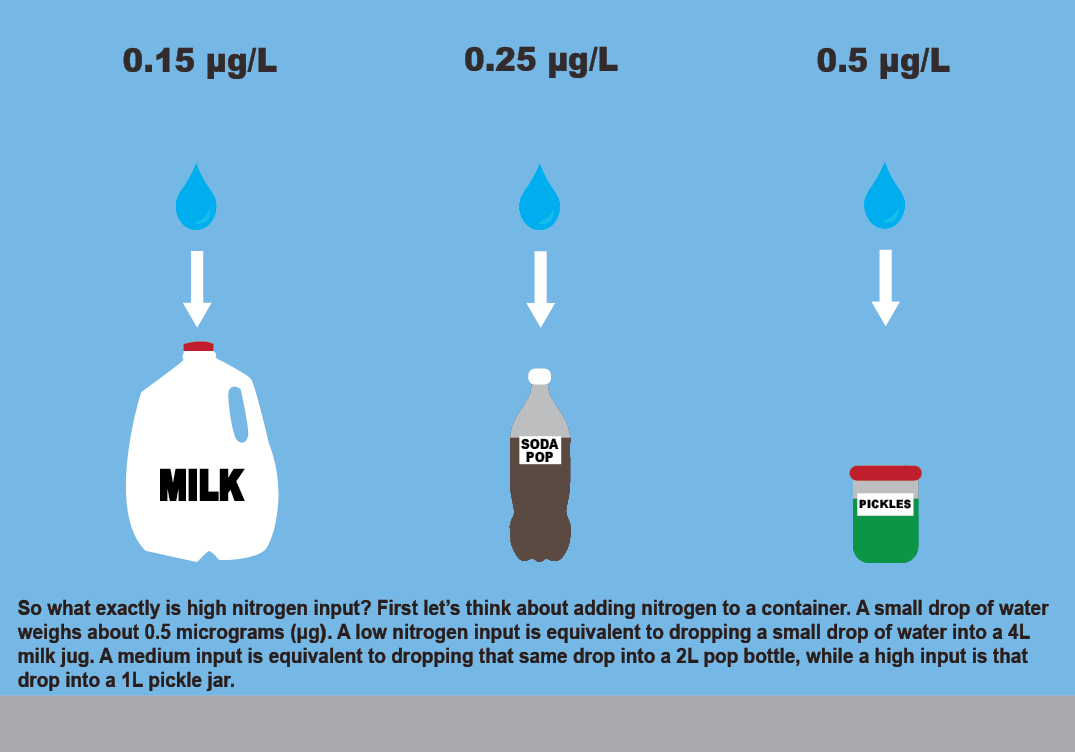 0.15 µg/L 0.25 µg/L 0.5 µg/L
MILK
SODA
POP
PICKLES
So what exactly is high nitrogen input? First let's think about adding nitrogen to a container. A small drop of water
weighs about 0.5 micrograms (µg). A low nitrogen input is equivalent to dropping a small drop of water into a 4L
milk jug. A medium input is equivalent to dropping that same drop into a 2L pop bottle, while a high input is that
drop into a 1L pickle jar.